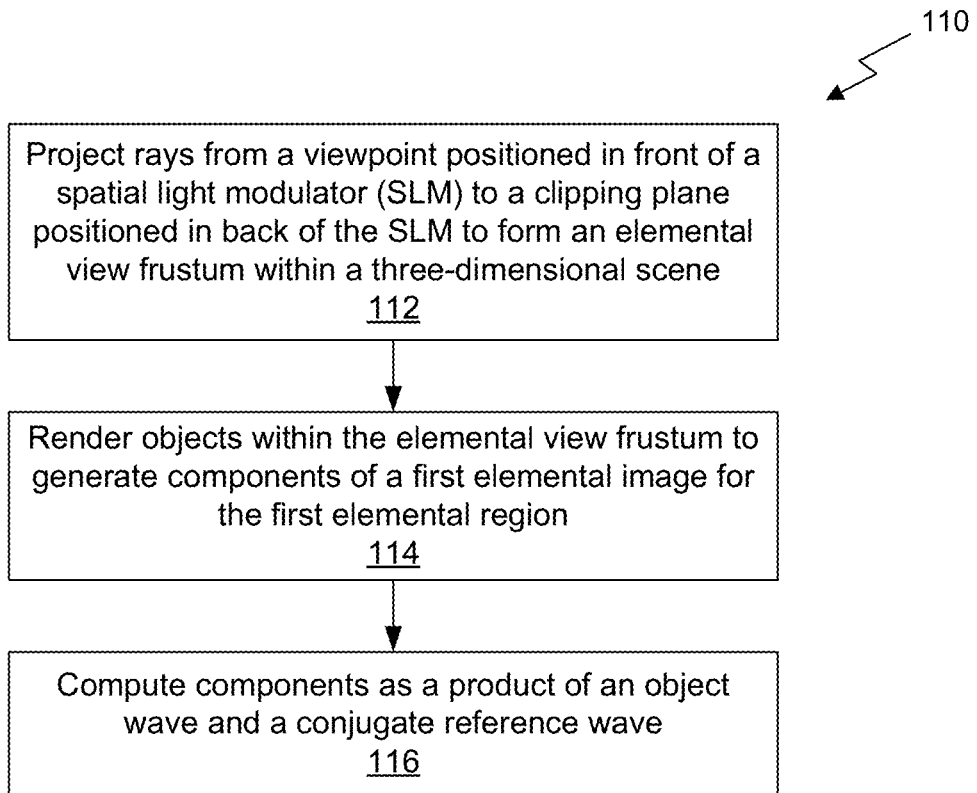 110
Project rays from a viewpoint positioned in front of a
spatial light modulator (SLM) to a clipping plane
positioned in back of the SLM to form an elemental
view frustum within a three-dimensional scene
112
Render objects within the elemental view frustum to
generate components of a first elemental image for
the first elemental region
114
Compute components as a product of an object
wave and a conjugate reference wave
116